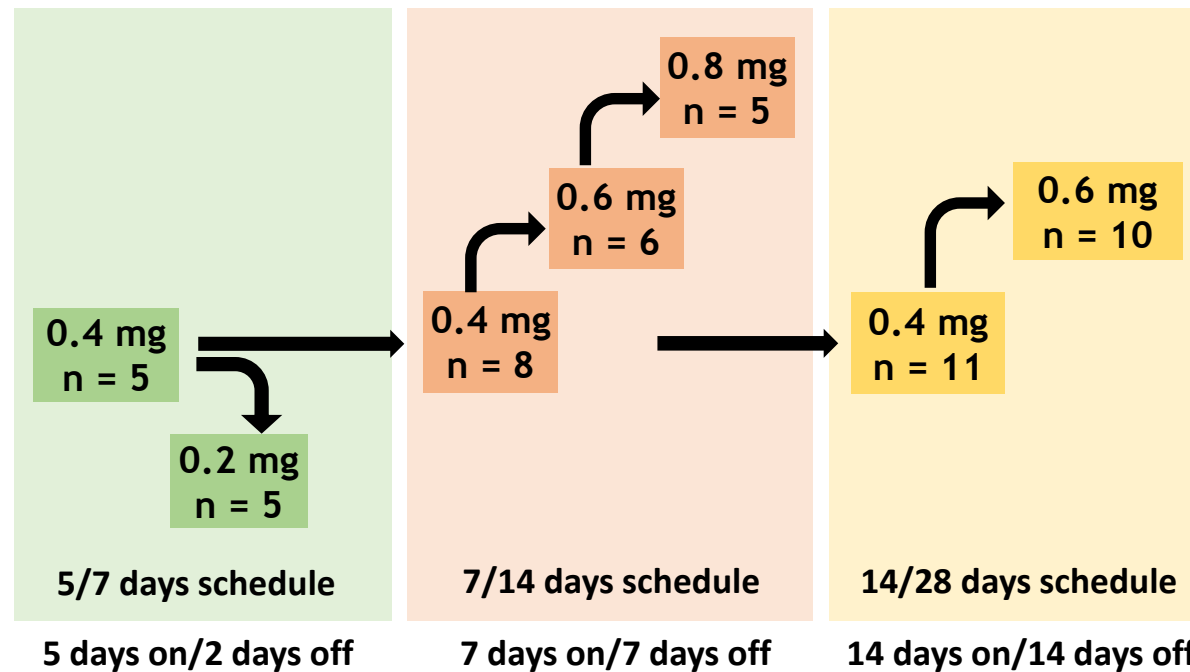 0.4 mg
n = 5
0.2 mg
n = 5
5/7 days schedule
5 days on/2 days off
0.8 mg
n = 5
0.6 mg
n = 6
0.4 mg
n = 8
7/14 days schedule
7 days on/7 days off
0.6 mg
n = 10
0.4 mg
n = 11
14/28 days schedule
14 days on/14 days off